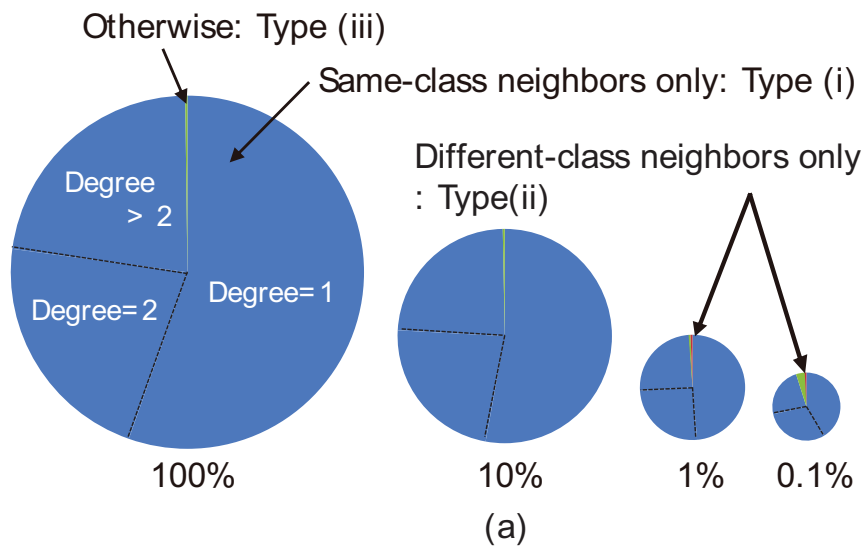 Otherwise: Type (iii)
Same-class neighbors only: Type (i)
Different-class neighbors only
: Type(ii)
Degree
> 2
Degree=1
Degree=2
100%
10%
1%
0.1%
(a)